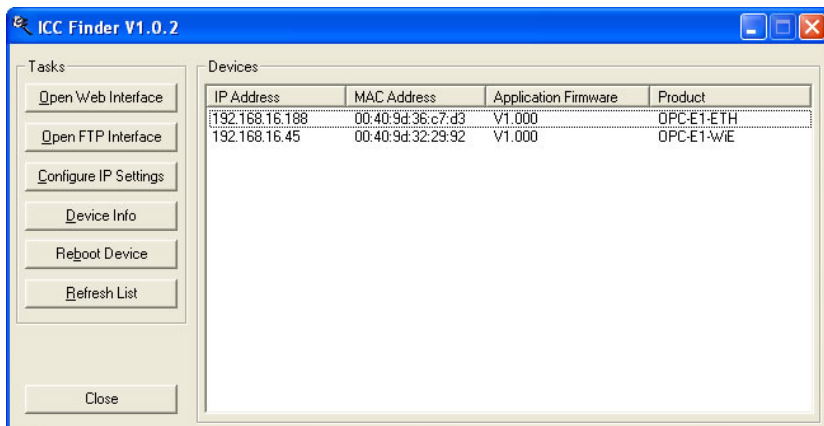 ICC Finder V1.0.2
Tasks
Open Web Interface
Open FTP Interface
Configure IP Settings
Device Info
Reboot Device
Refresh List
Close
Devices
IP Address MAC Address Application Firmware Product
192.168.16.188 00:40:9d:36:c7:d3 V1.000 OPC-E1-ETH
192.168.16.45 00:40:9d:32:29:92 V1.000 OPC-E1-WiE